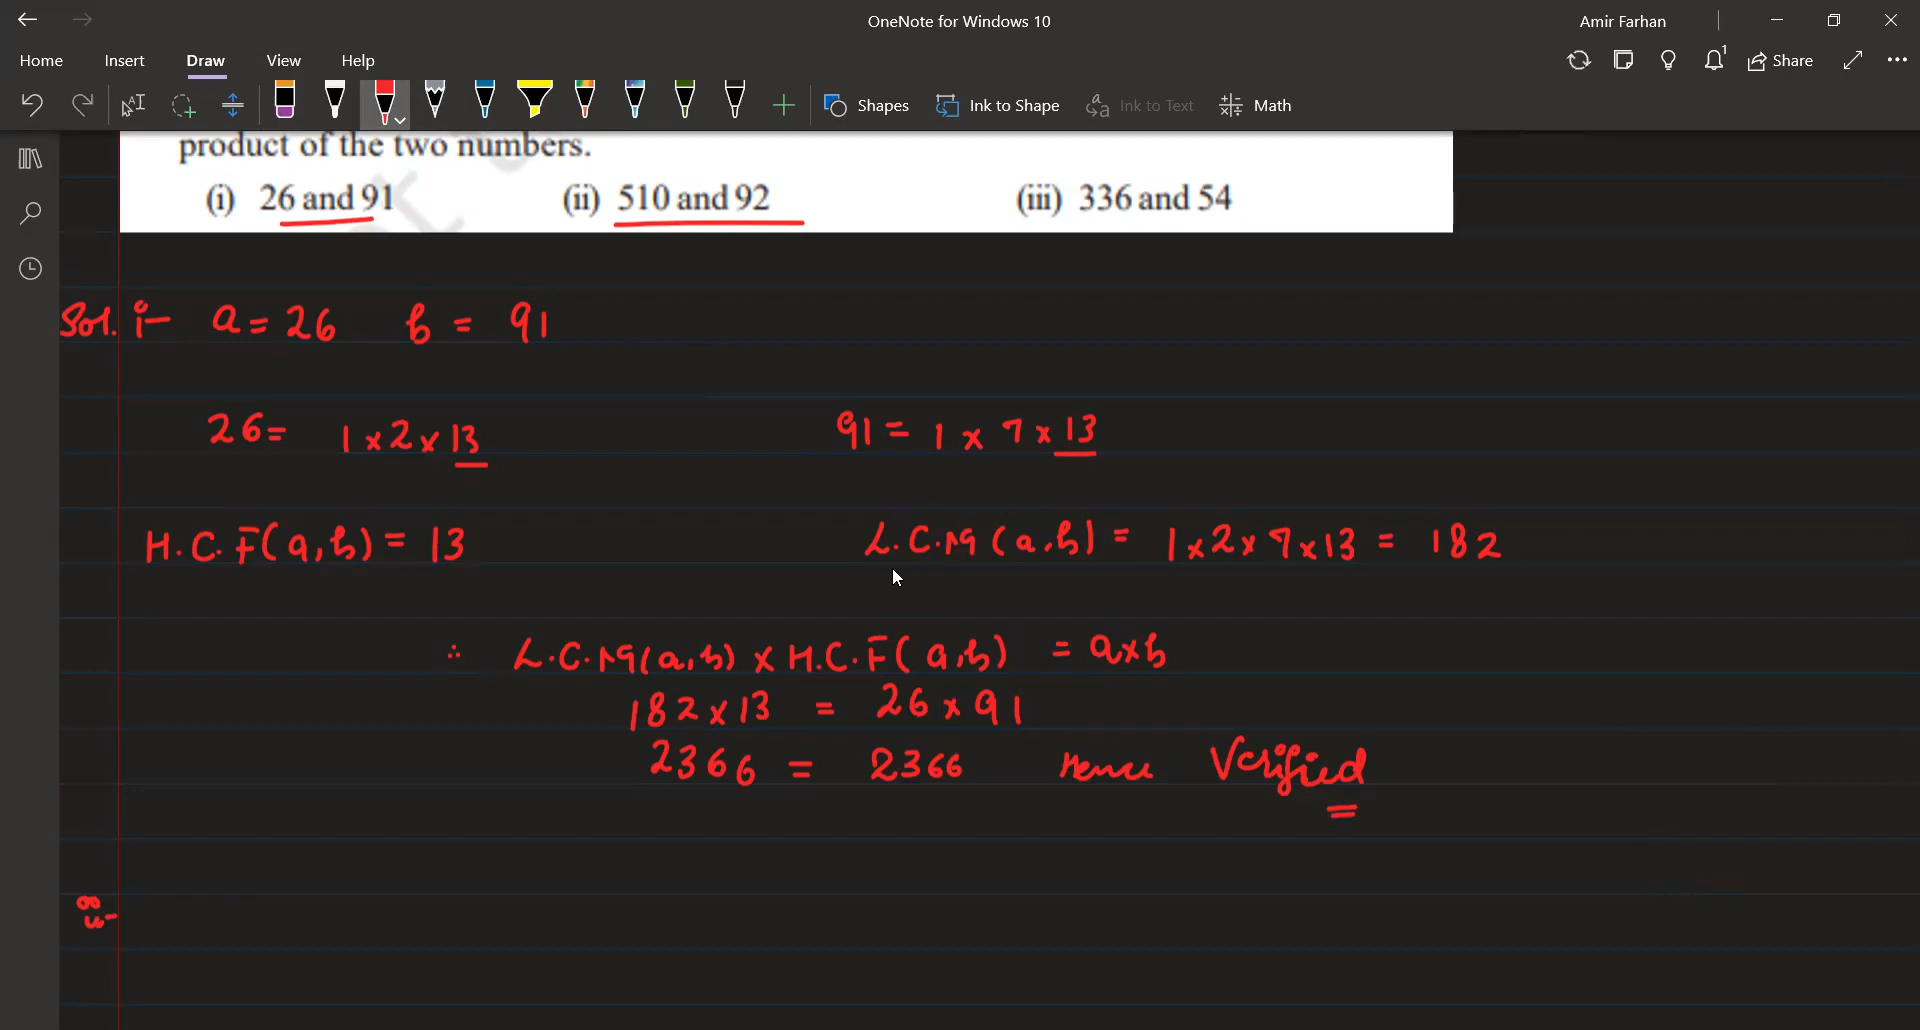 OneNote for Windows 10
Amir Farhan
Home Insert Draw View Help
1 Share
Shapes Ink to Shape Ink to Text Math
product of the two numbers.
(i) 26 and 91 (ii) 510 and 92 (iii) 336 and 54
Sol. i- a = 26 b = 91
26 = 1 x 2 x 13 91 = 1 x 7 x 13
H.C.F(a,b) = 13 L.C.M (a,b) = 1x2x7x13 = 182
∴ L.C.M(a,b) x H.C.F(a,b) = axb
182 x 13 = 26 x 91
2366 = 2366 Hence Verified
ii-